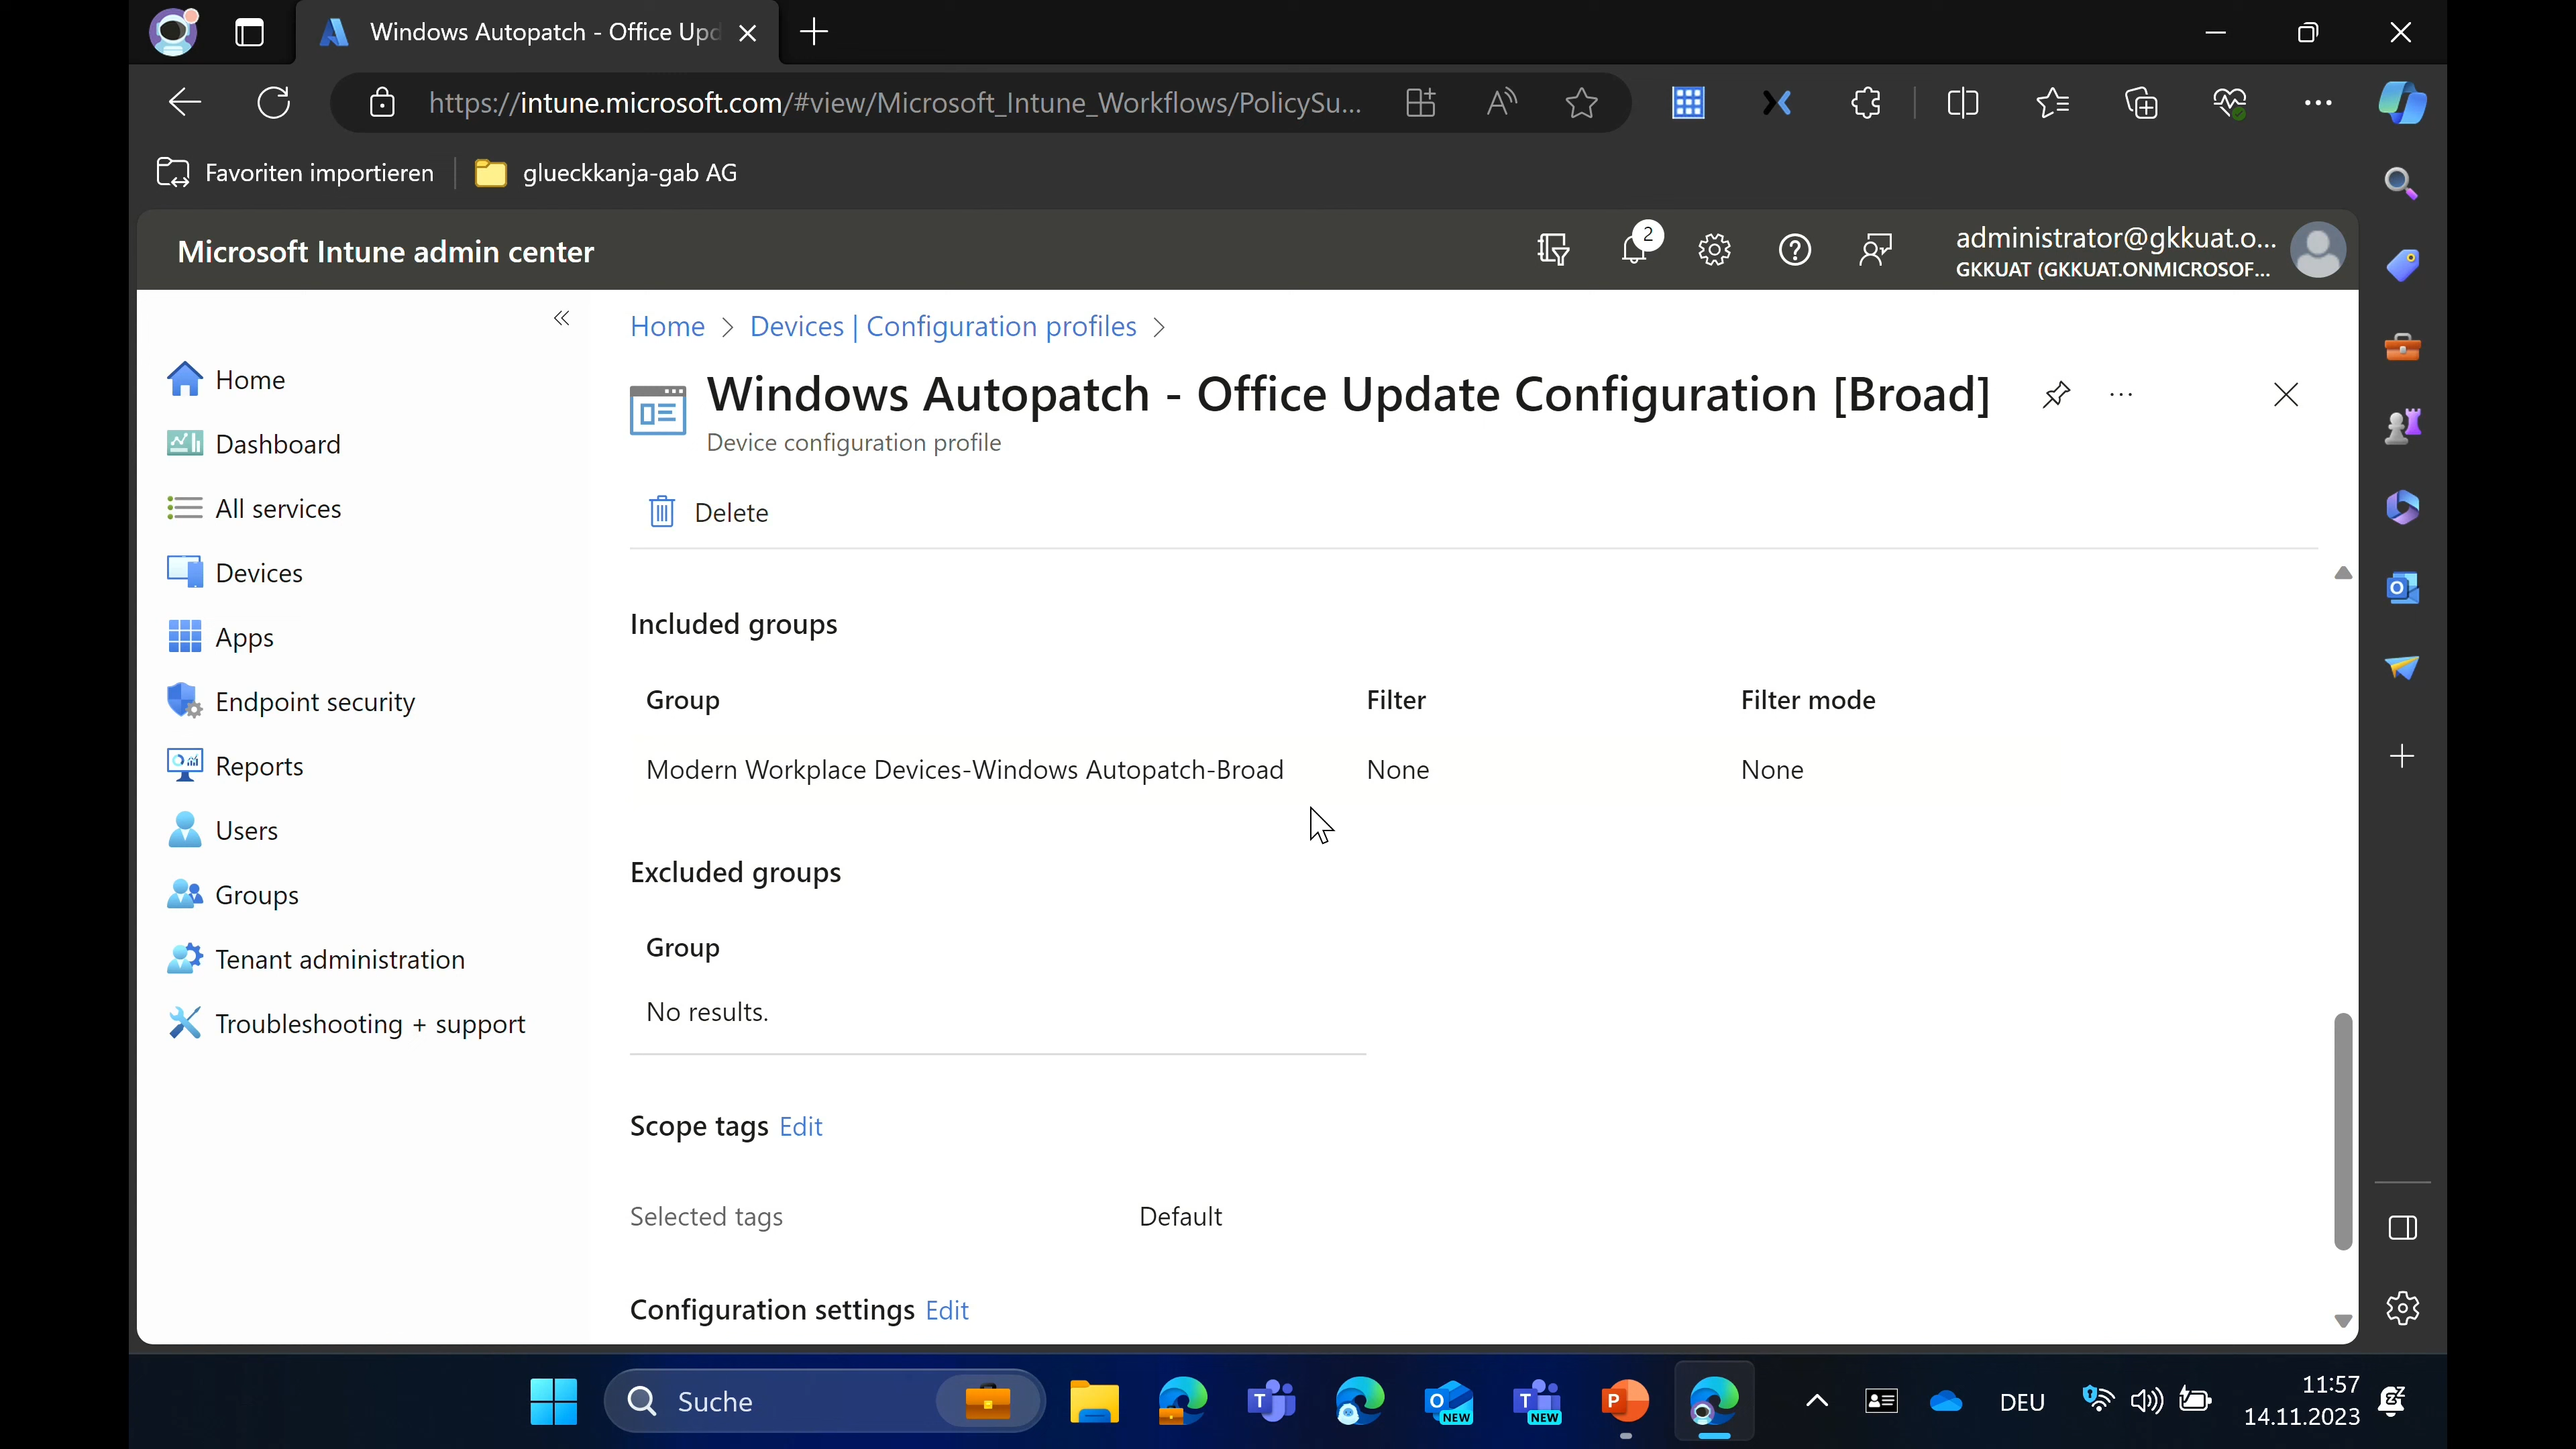 Windows Autopatch - Office Upd
https://intune.microsoft.com/#view/Microsoft_Intune_Workflows/PolicySu...
Favoriten importieren
glueckkanja-gab AG
Microsoft Intune admin center
2
administrator@gkkuat.o...
GKKUAT (GKKUAT.ONMICROSOF...
Home > Devices | Configuration profiles >
Windows Autopatch - Office Update Configuration [Broad]
Device configuration profile
Delete
Home
Dashboard
All services
Devices
Apps
Endpoint security
Reports
Users
Groups
Tenant administration
Troubleshooting + support
Included groups
Group Filter Filter mode
Modern Workplace Devices-Windows Autopatch-Broad None None
Excluded groups
Group
No results.
Scope tags Edit
Selected tags Default
Configuration settings Edit
Suche
NEW
NEW
DEU
11:57
14.11.2023